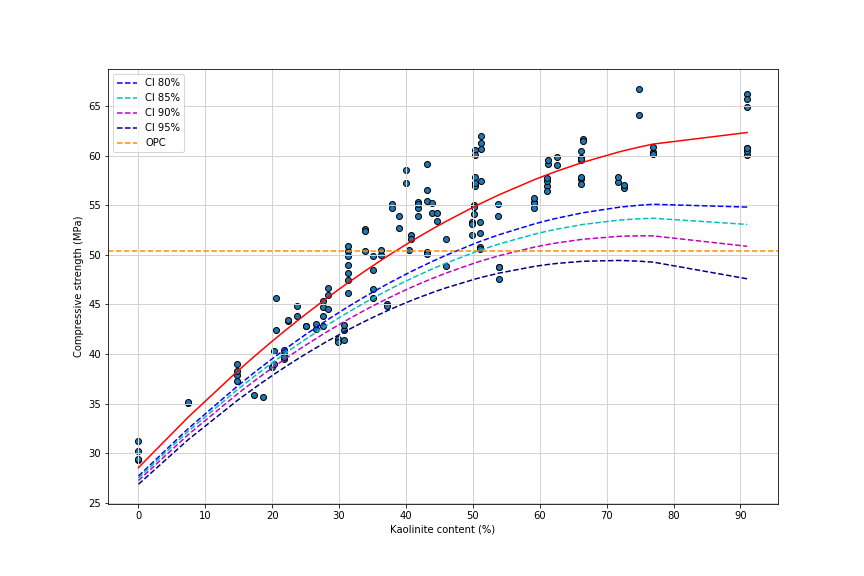 CI 80%
CI 85%
CI 90%
CI 95%
OPC
65
60
55
50
45
40
35
30
25
Compressive strength (MPa)
0 10 20 30 40 50 60 70 80 90
Kaolinite content (%)